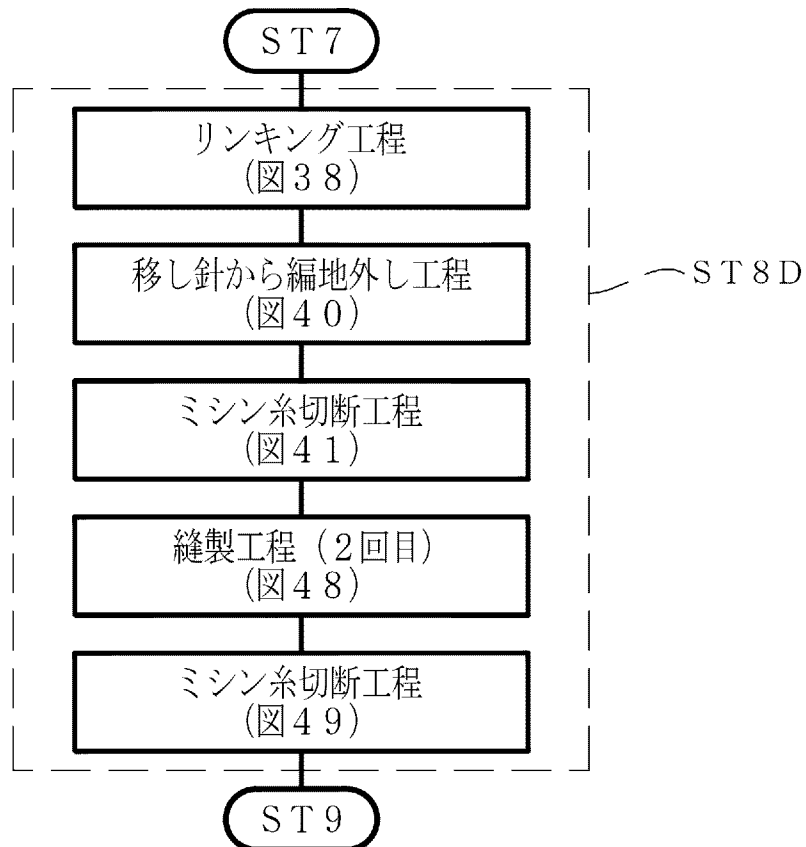 ＳＴ７
リンキング工程
(図３８)
移し針から編地外し工程
(図４０)
ＳＴ８Ｄ
ミシン糸切断工程
(図４１)
縫製工程（２回目）
(図４８)
ミシン糸切断工程
(図４９)
ＳＴ９